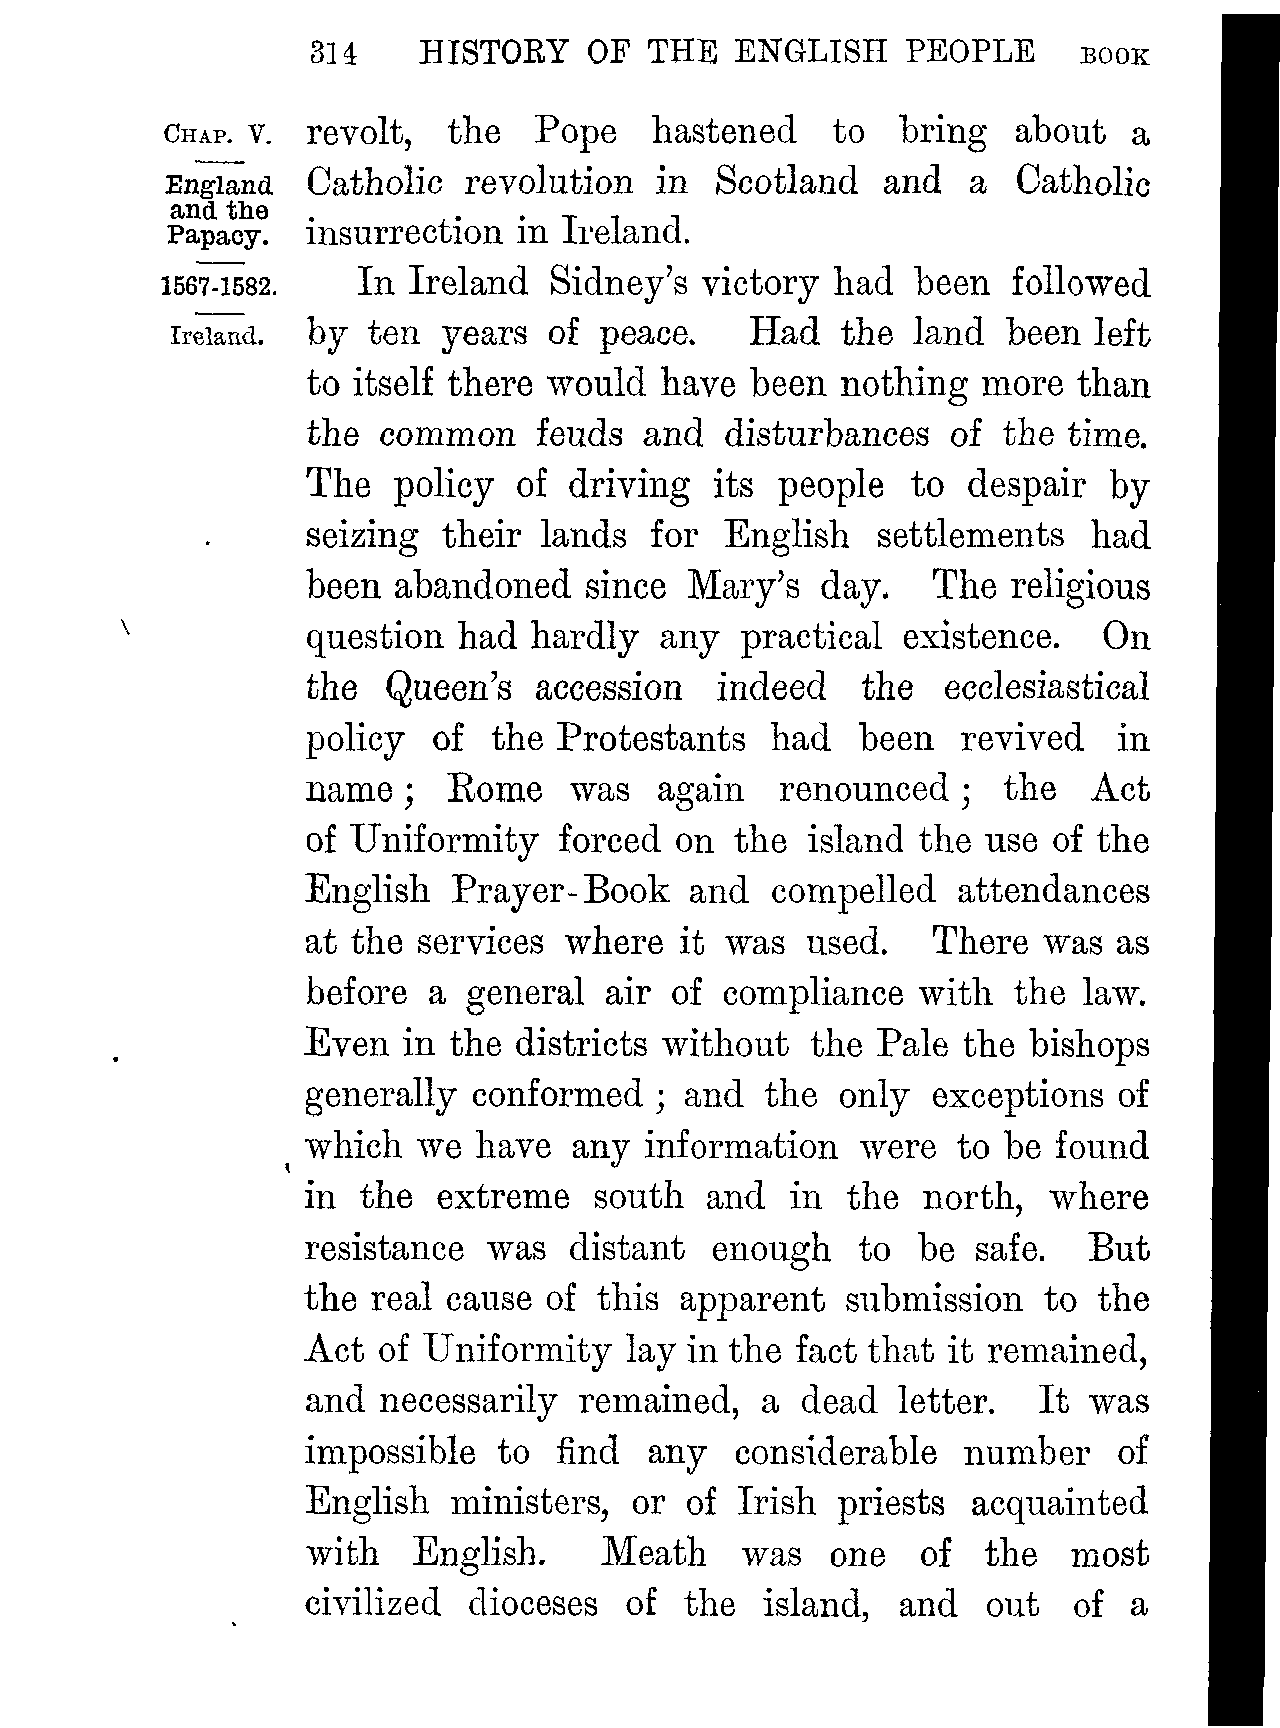 314 HISTORY OF THE ENGLISH PEOPLE BOOK
CHAP. V.
England
and the
Papacy.
1567-1582.
Ireland.
revolt, the Pope hastened to bring about a
Catholic revolution in Scotland and a Catholic
insurrection in Ireland.
In Ireland Sidney's victory had been followed
by ten years of peace. Had the land been left
to itself there would have been nothing more than
the common feuds and disturbances of the time.
The policy of driving its people to despair by
seizing their lands for English settlements had
been abandoned since Mary's day. The religious
question had hardly any practical existence. On
the Queen's accession indeed the ecclesiastical
policy of the Protestants had been revived in
name ; Rome was again renounced ; the Act
of Uniformity forced on the island the use of the
English Prayer-Book and compelled attendances
at the services where it was used. There was as
before a general air of compliance with the law.
Even in the districts without the Pale the bishops
generally conformed ; and the only exceptions of
which we have any information were to be found
in the extreme south and in the north, where
resistance was distant enough to be safe. But
the real cause of this apparent submission to the
Act of Uniformity lay in the fact that it remained,
and necessarily remained, a dead letter. It was
impossible to find any considerable number of
English ministers, or of Irish priests acquainted
with English. Meath was one of the most
civilized dioceses of the island, and out of a